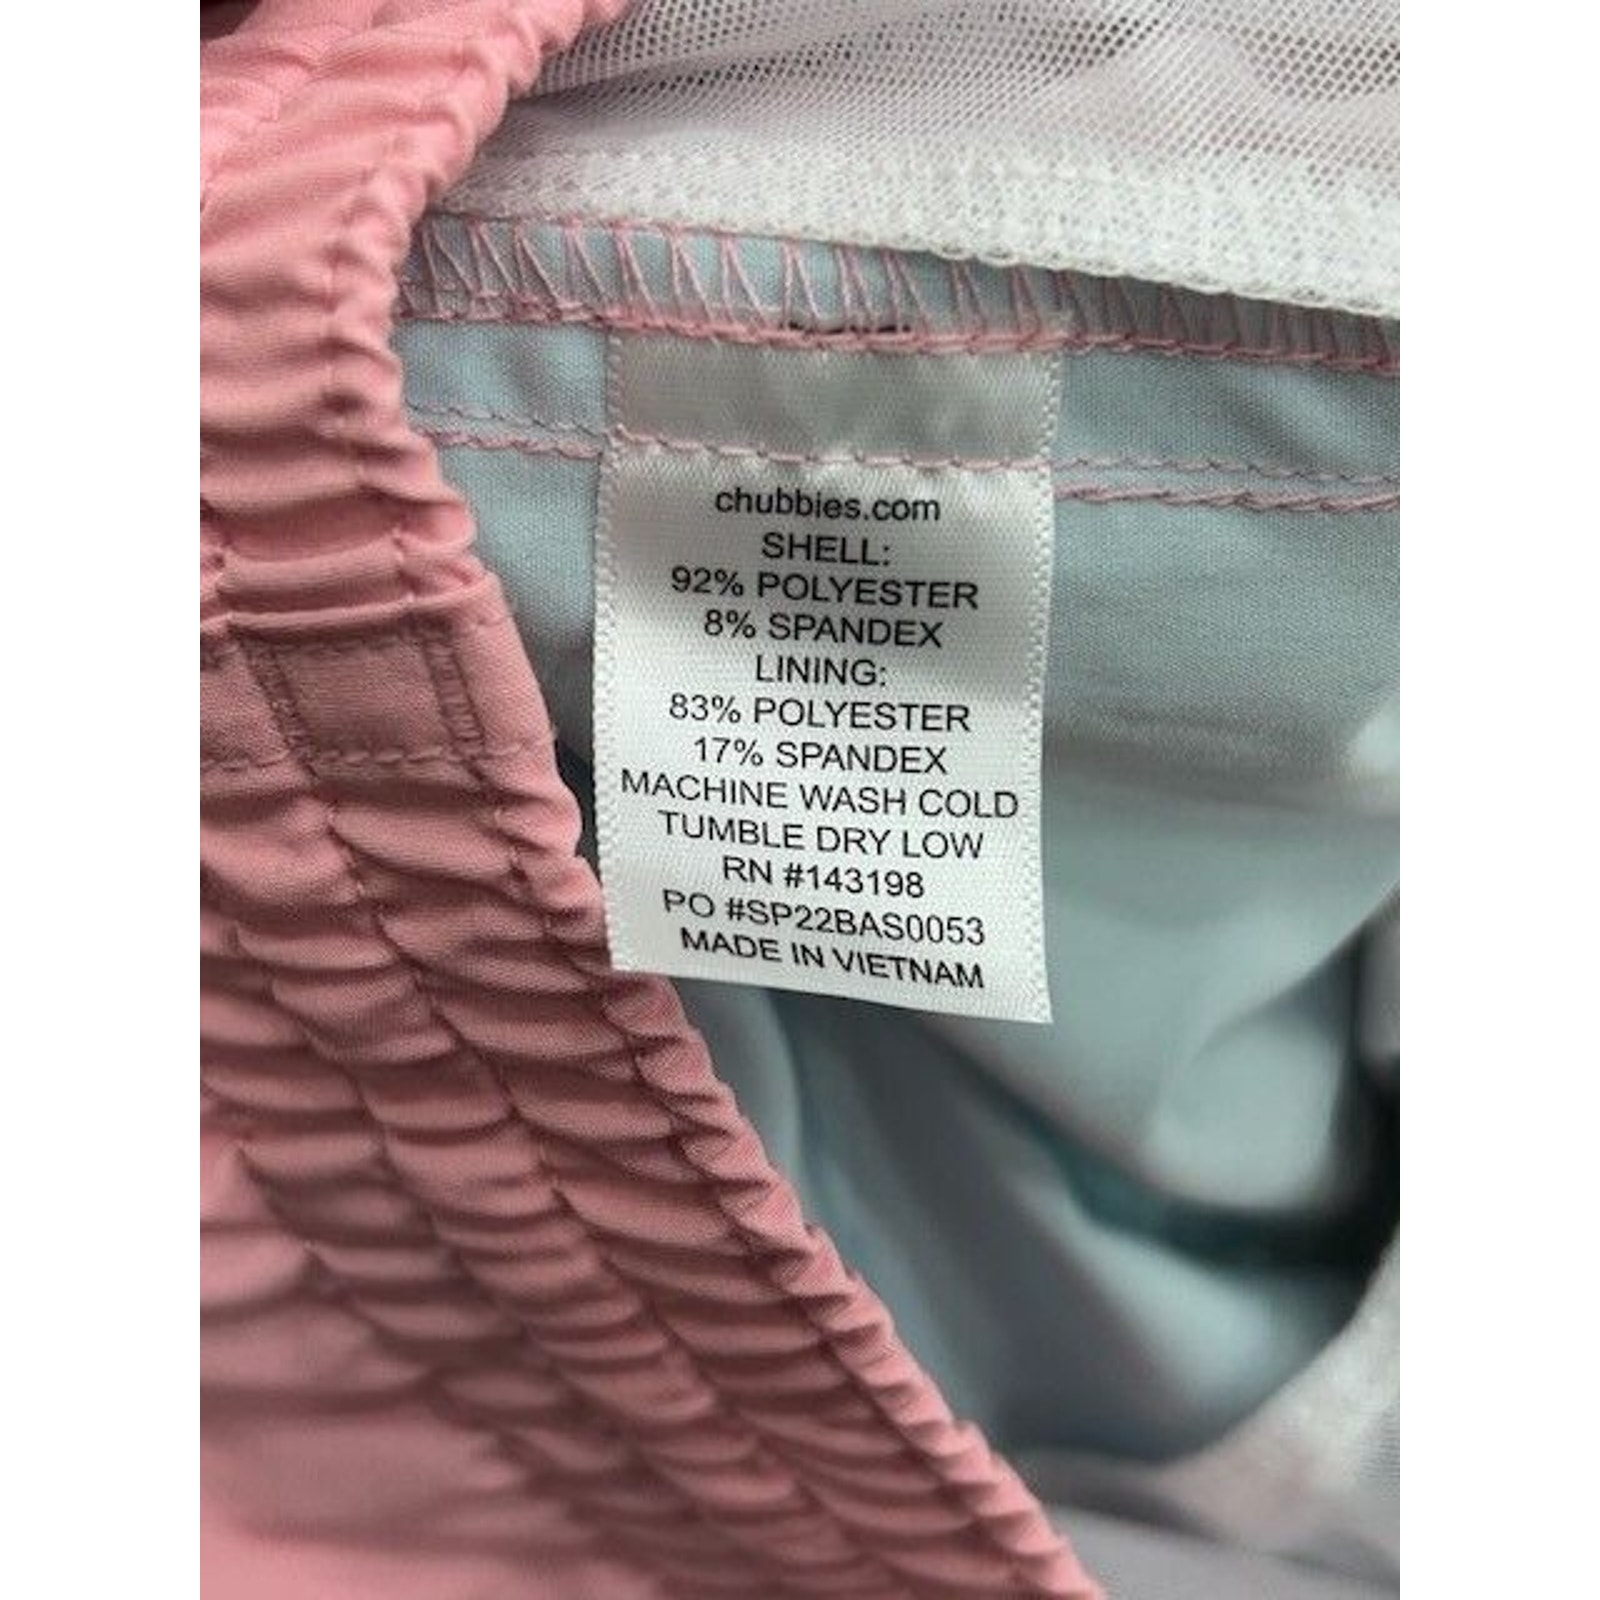 chubbies.com
SHELL:
92% POLYESTER
8% SPANDEX
LINING:
83% POLYESTER
17% SPANDEX
MACHINE WASH COLD
TUMBLE DRY LOW
RN #143198
PO #SP22BAS0053
MADE IN VIETNAM